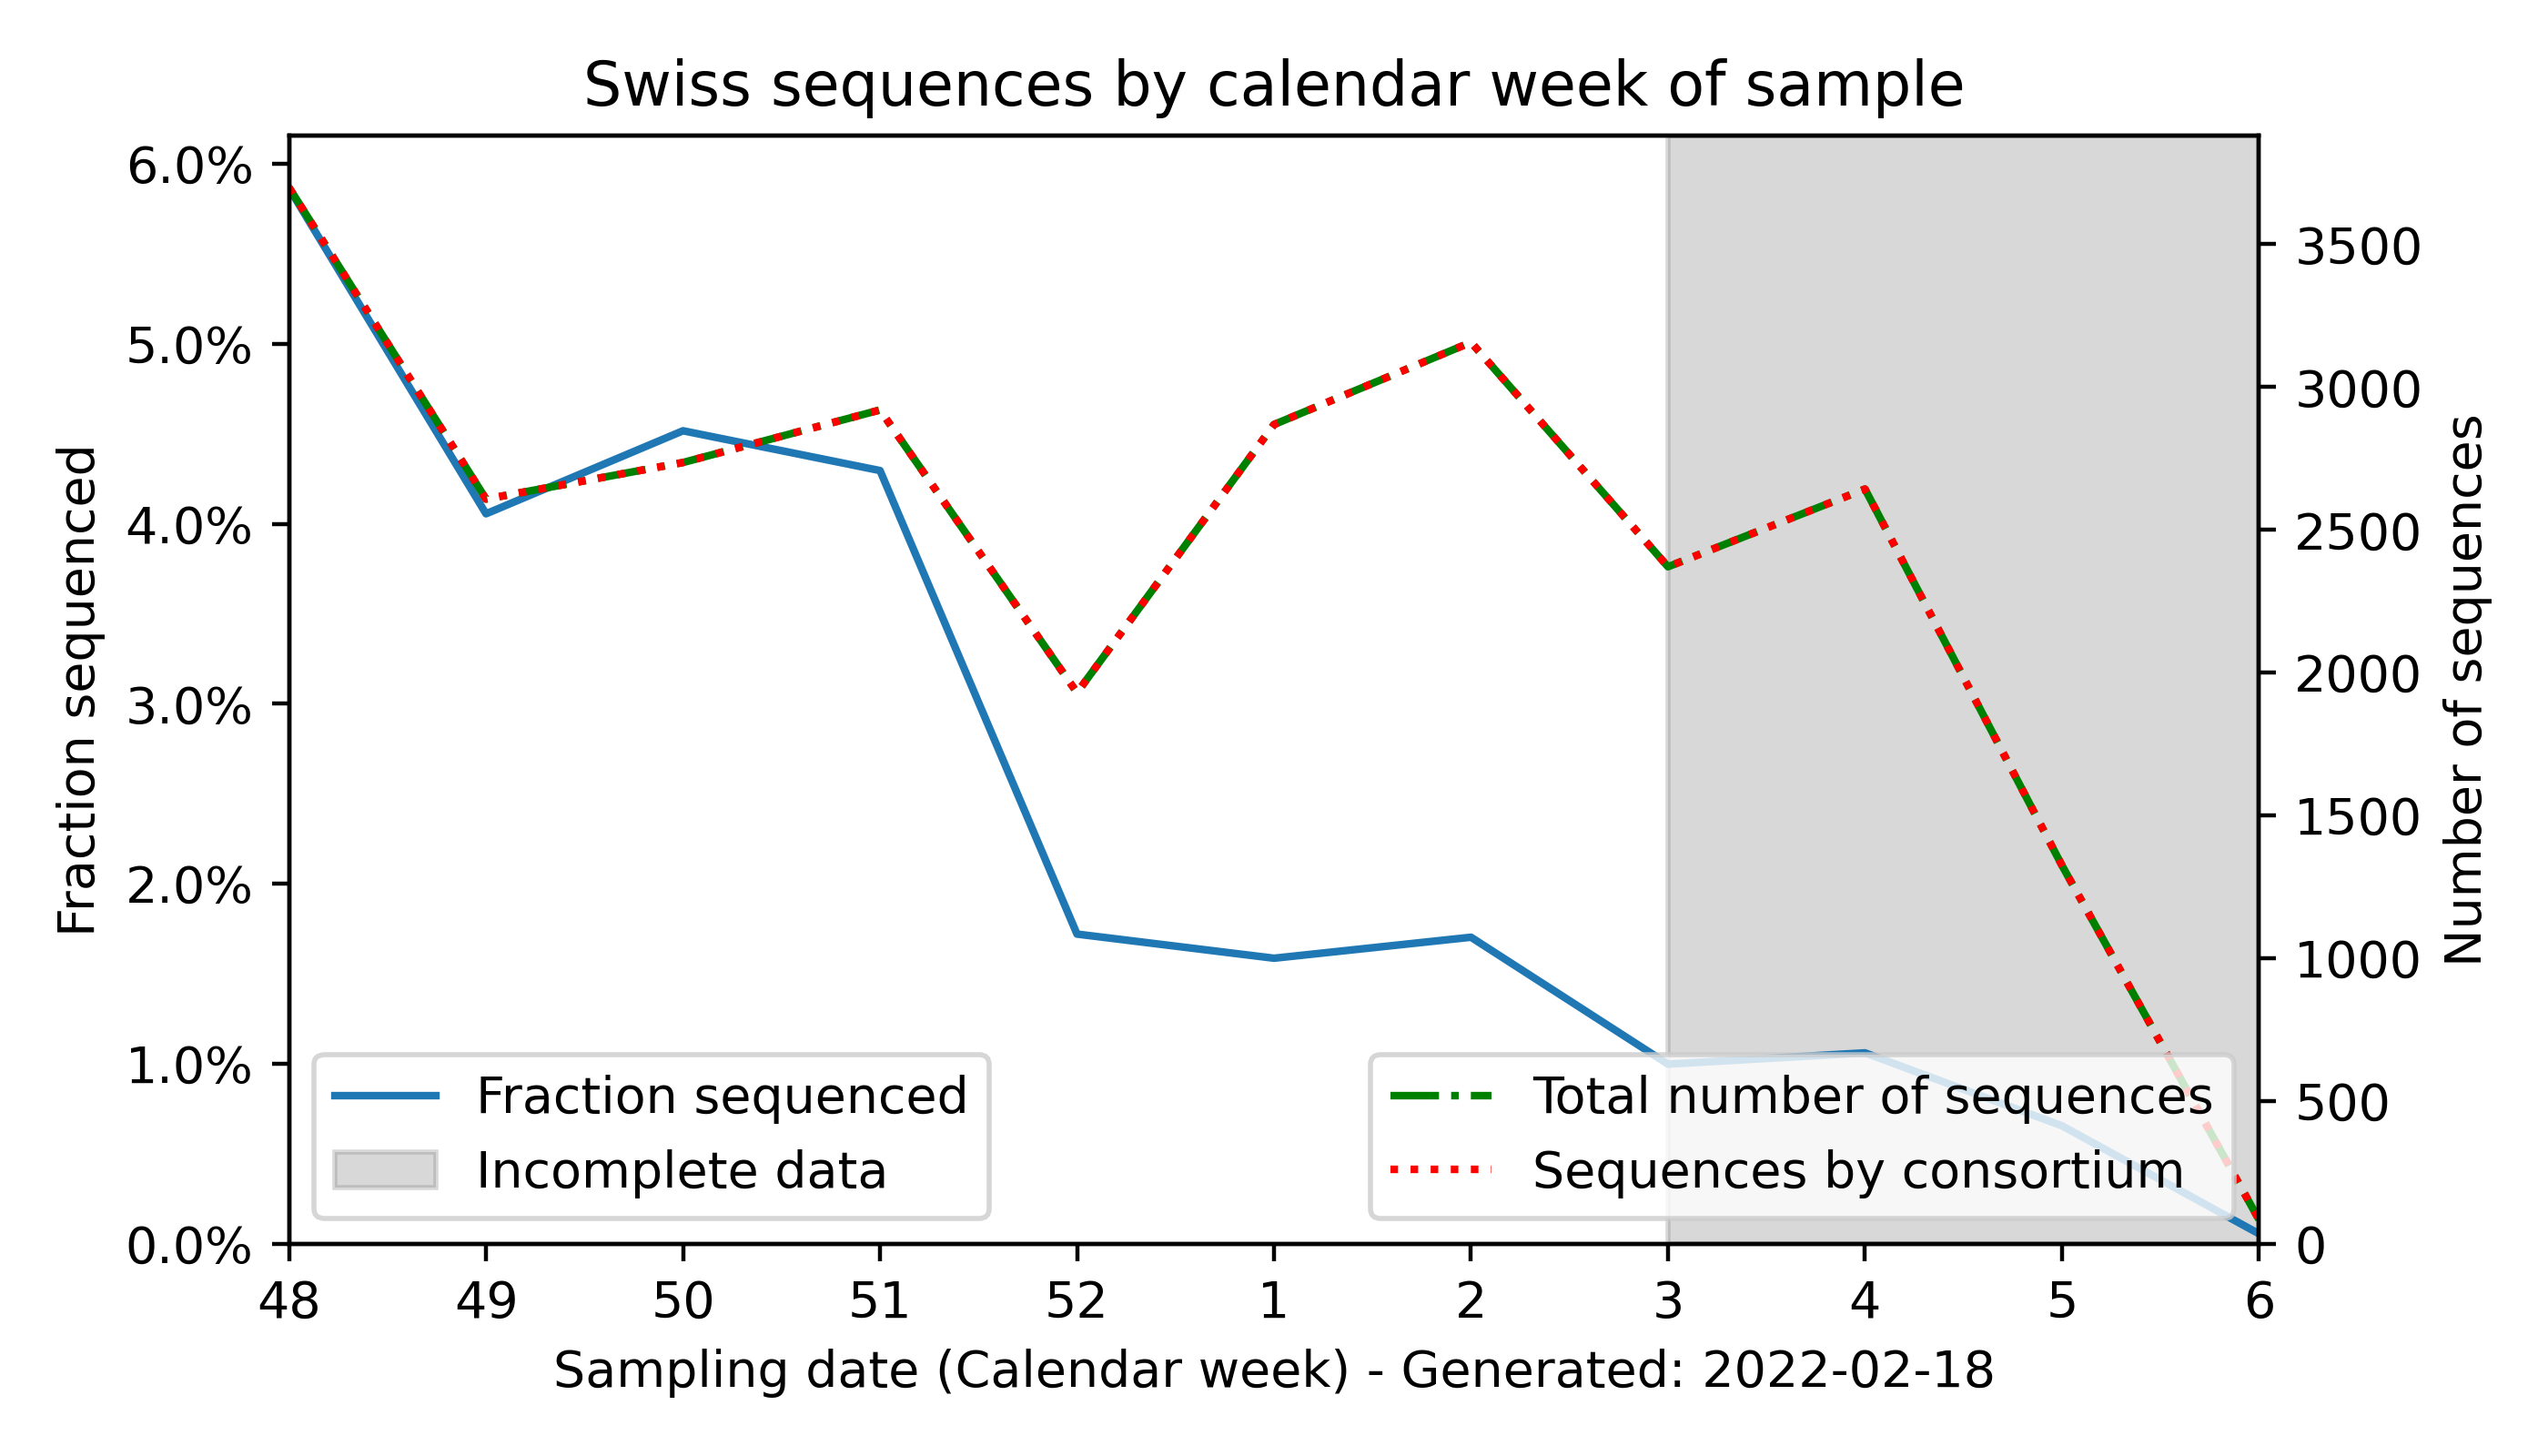 Swiss sequences by calendar week of sample
Fraction sequenced
6.0%
5.0%
4.0%
3.0%
2.0%
1.0%
0.0%
Number of sequences
3500
3000
2500
2000
1500
1000
500
0
Fraction sequenced
Incomplete data
Total number of sequences
Sequences by consortium
48 49 50 51 52 1 2 3 4 5 6
Sampling date (Calendar week) - Generated: 2022-02-18